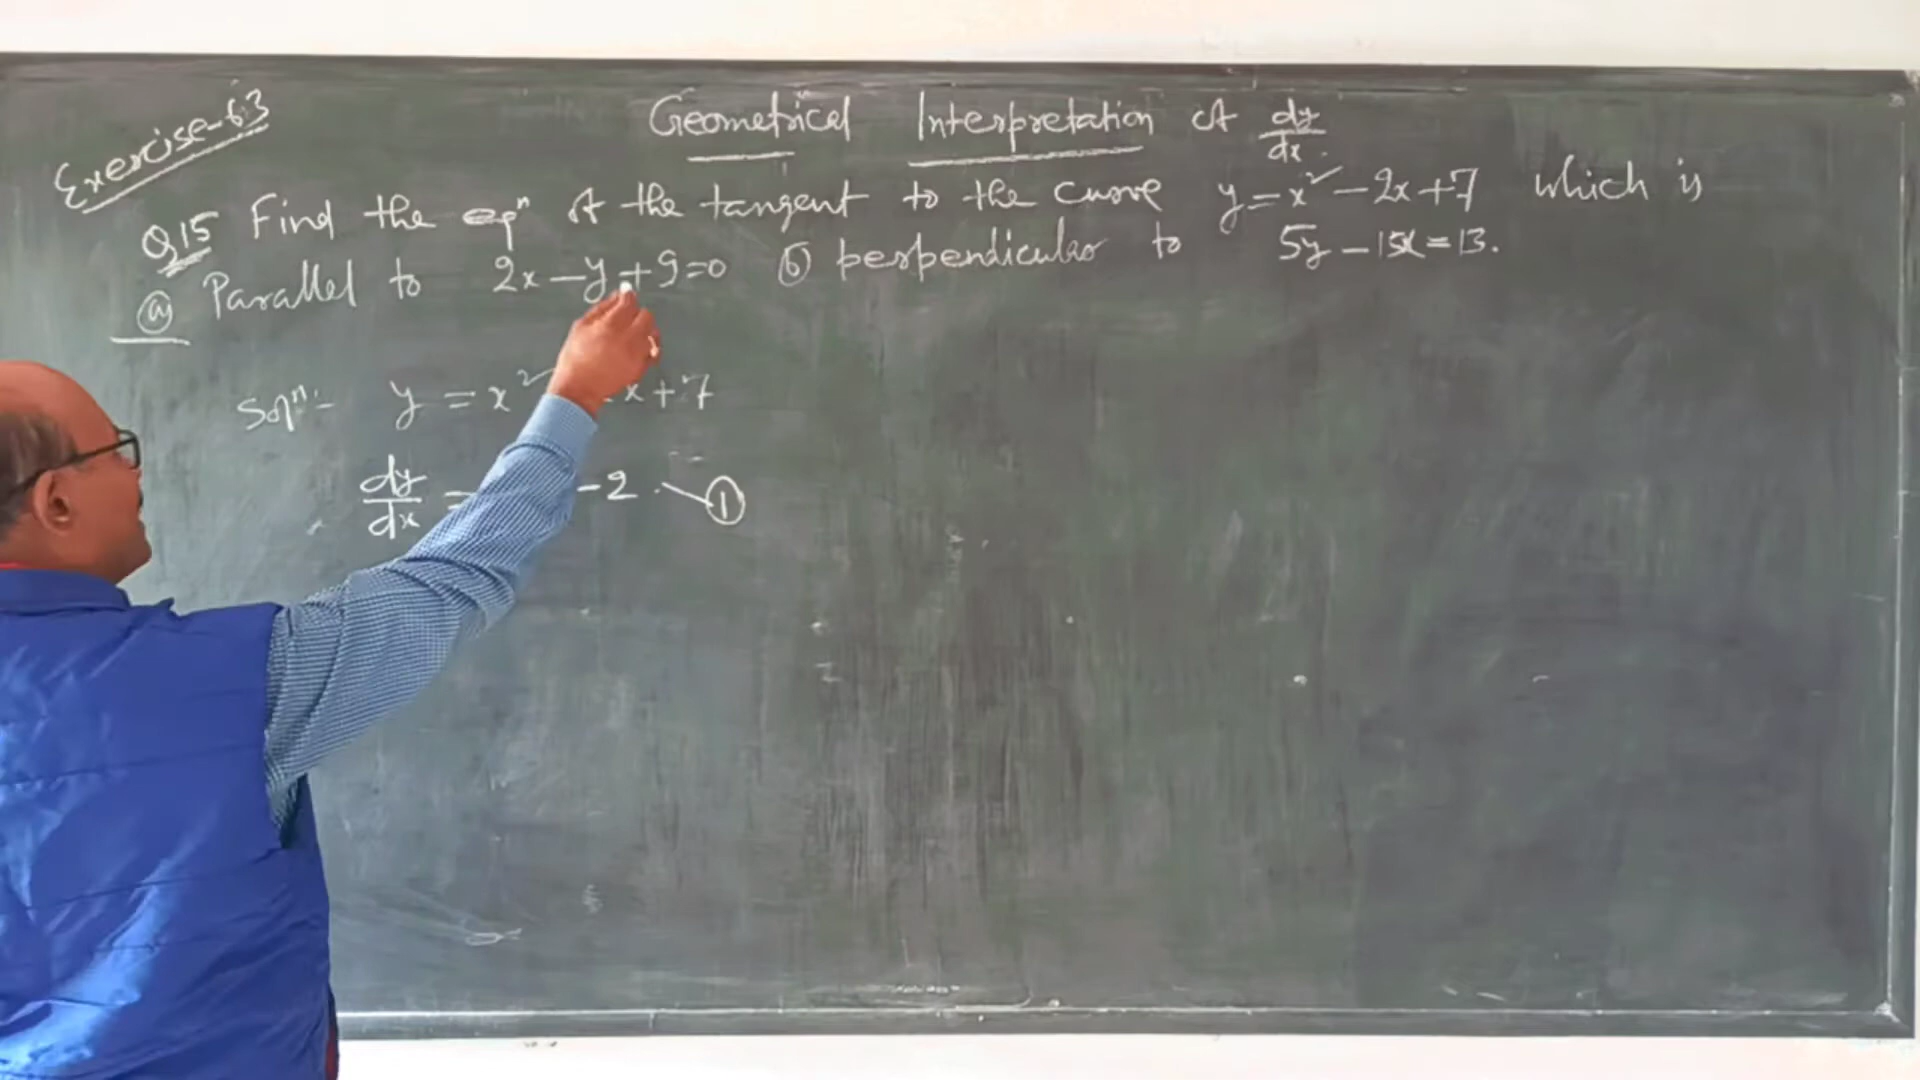 Exercise-6.3
Geometrical Interpretation of dy/dx.
Q15 Find the eqⁿ of the tangent to the curve y = x² - 2x + 7 which is
(a) Parallel to 2x - y + 9 = 0 (b) perpendicular to 5y - 15x = 13.
Solⁿ:- y = x² x + 7
dy/dx = - 2 . — ①